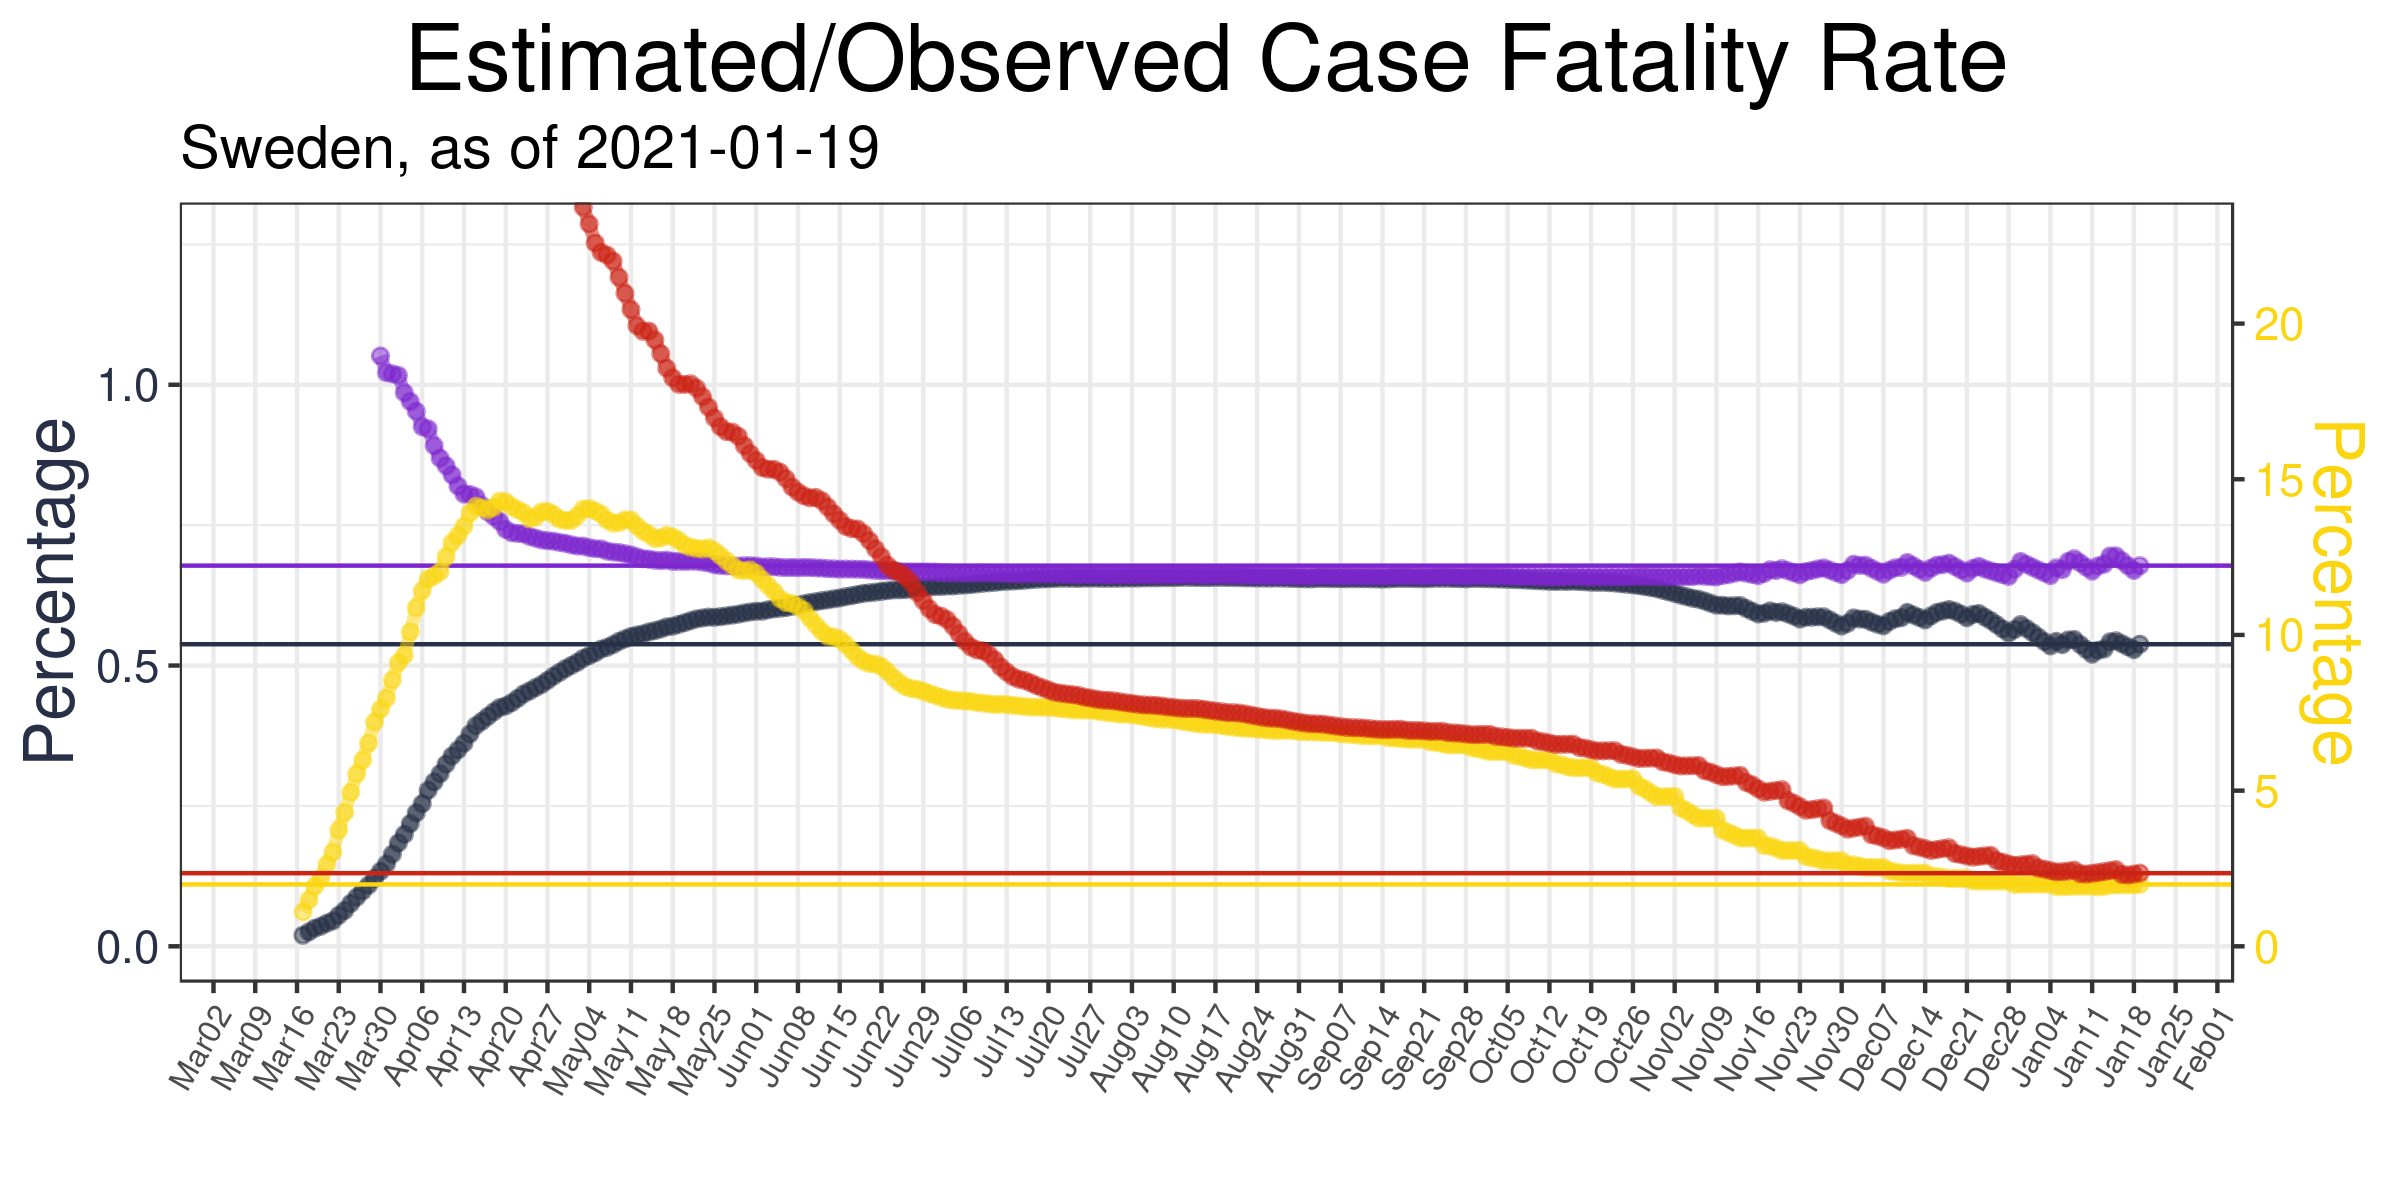 Estimated/Observed Case Fatality Rate
Sweden, as of 2021-01-19
Percentage
1.0
0.5
0.0
20
15
10
5
0
Percentage
Mar02 Mar09 Mar16 Mar23 Mar30 Apr06 Apr13 Apr20 Apr27 May04 May11 May18 May25 Jun01 Jun08 Jun15 Jun22 Jun29 Jul06 Jul13 Jul20 Jul27 Aug03 Aug10 Aug17 Aug24 Aug31 Sep07 Sep14 Sep21 Sep28 Oct05 Oct12 Oct19 Oct26 Nov02 Nov09 Nov16 Nov23 Nov30 Dec07 Dec14 Dec21 Dec28 Jan04 Jan11 Jan18 Jan25 Feb01